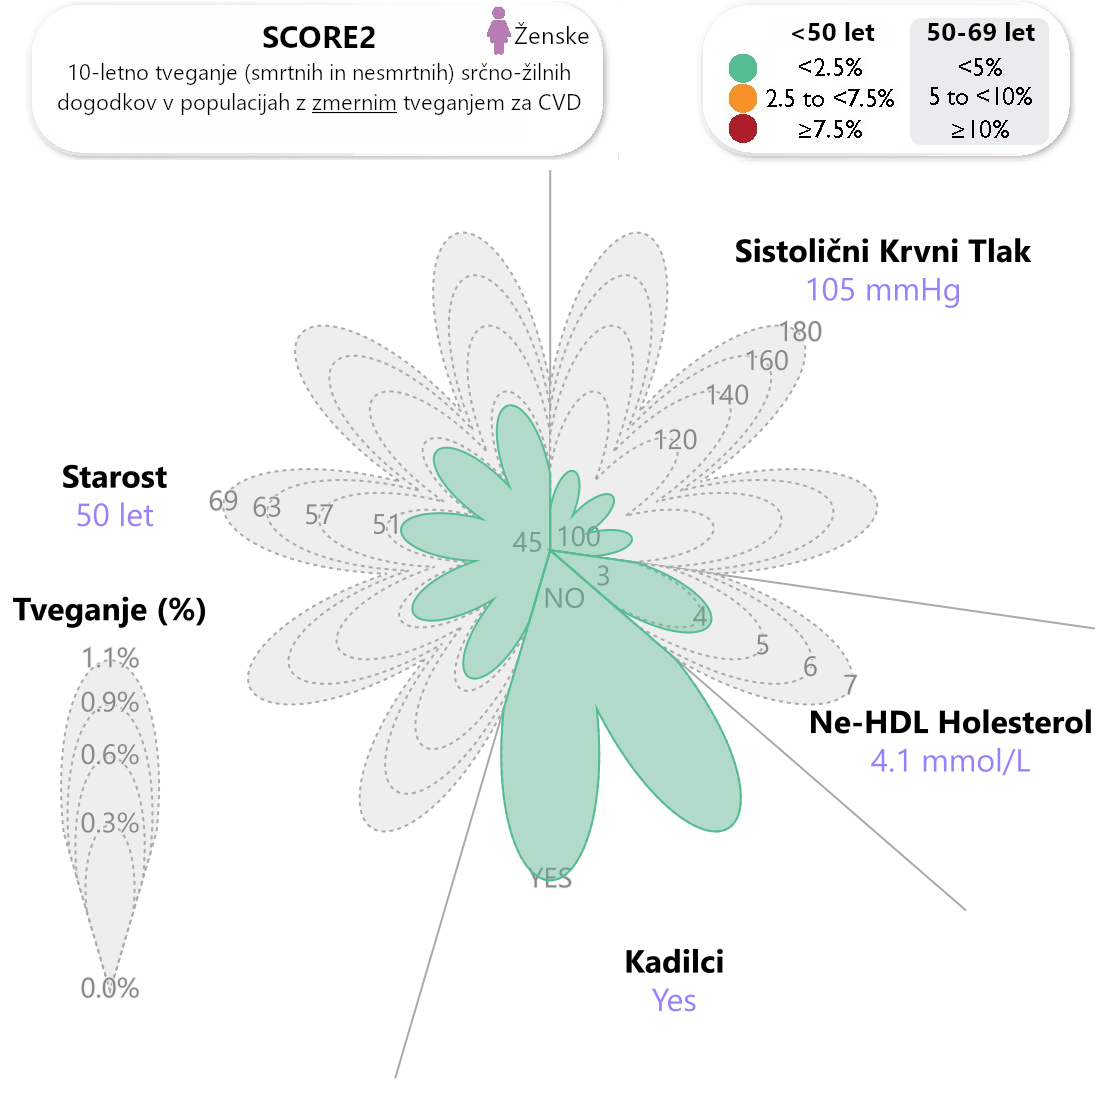 SCORE2
Ženske
10-letno tveganje (smrtnih in nesmrtnih) srčno-žilnih
dogodkov v populacijah z zmernim tveganjem za CVD
<50 let
50-69 let
<2.5%
<5%
2.5 to <7.5%
5 to <10%
≥7.5%
≥10%
Sistolični Krvni Tlak
105 mmHg
180
160
140
120
100
Starost
50 let
69
63
57
51
45
3
4
5
6
7
NO
Tveganje (%)
1.1%
0.9%
0.6%
0.3%
0.0%
Ne-HDL Holesterol
4.1 mmol/L
YES
Kadilci
Yes